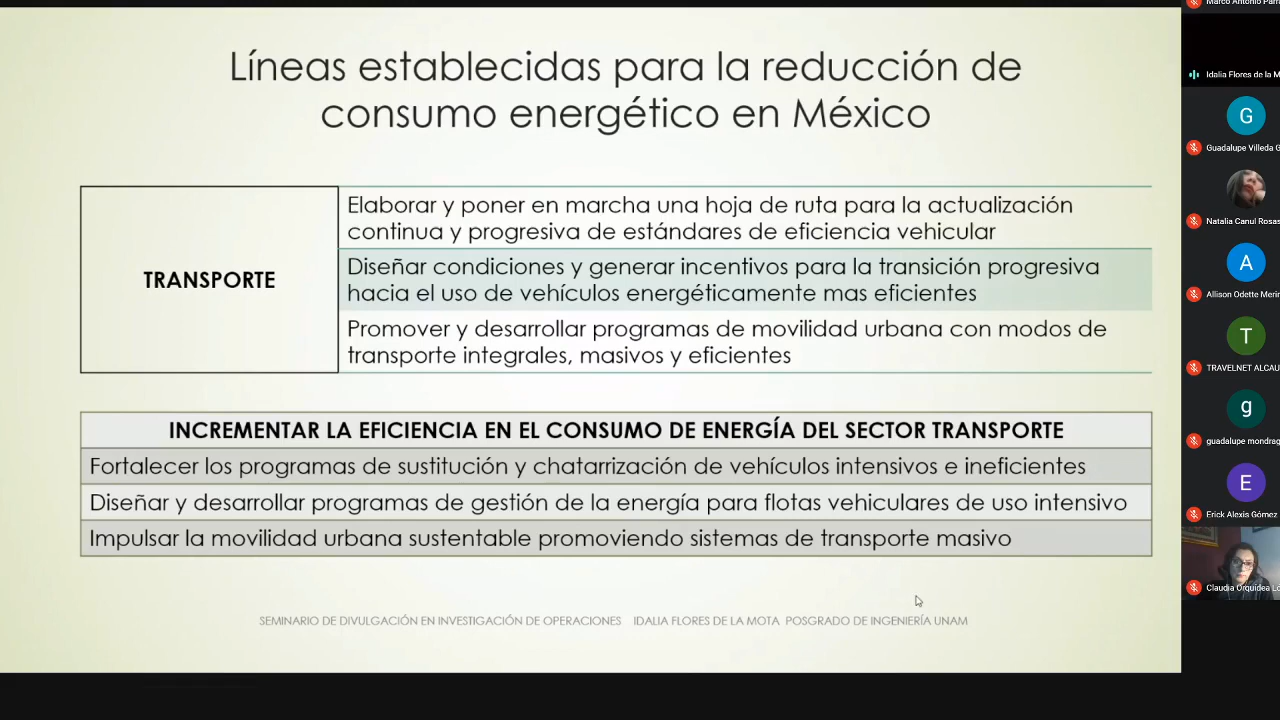 Líneas establecidas para la reducción de
consumo energético en México
TRANSPORTE
Elaborar y poner en marcha una hoja de ruta para la actualización
continua y progresiva de estándares de eficiencia vehicular
Diseñar condiciones y generar incentivos para la transición progresiva
hacia el uso de vehículos energéticamente mas eficientes
Promover y desarrollar programas de movilidad urbana con modos de
transporte integrales, masivos y eficientes
INCREMENTAR LA EFICIENCIA EN EL CONSUMO DE ENERGÍA DEL SECTOR TRANSPORTE
Fortalecer los programas de sustitución y chatarrización de vehículos intensivos e ineficientes
Diseñar y desarrollar programas de gestión de la energía para flotas vehiculares de uso intensivo
Impulsar la movilidad urbana sustentable promoviendo sistemas de transporte masivo
SEMINARIO DE DIVULGACIÓN EN INVESTIGACIÓN DE OPERACIONES IDALIA FLORES DE LA MOTA POSGRADO DE INGENIERÍA UNAM
Marco Antonio
Idalia Flores de la M
G
Guadalupe Villeda G
Natalia Canul Rosas
A
Allison Odette Merin
T
TRAVELNET ALCAU
g
guadalupe mondrag
E
Erick Alexis Gómez
Claudia Orquídea Ló